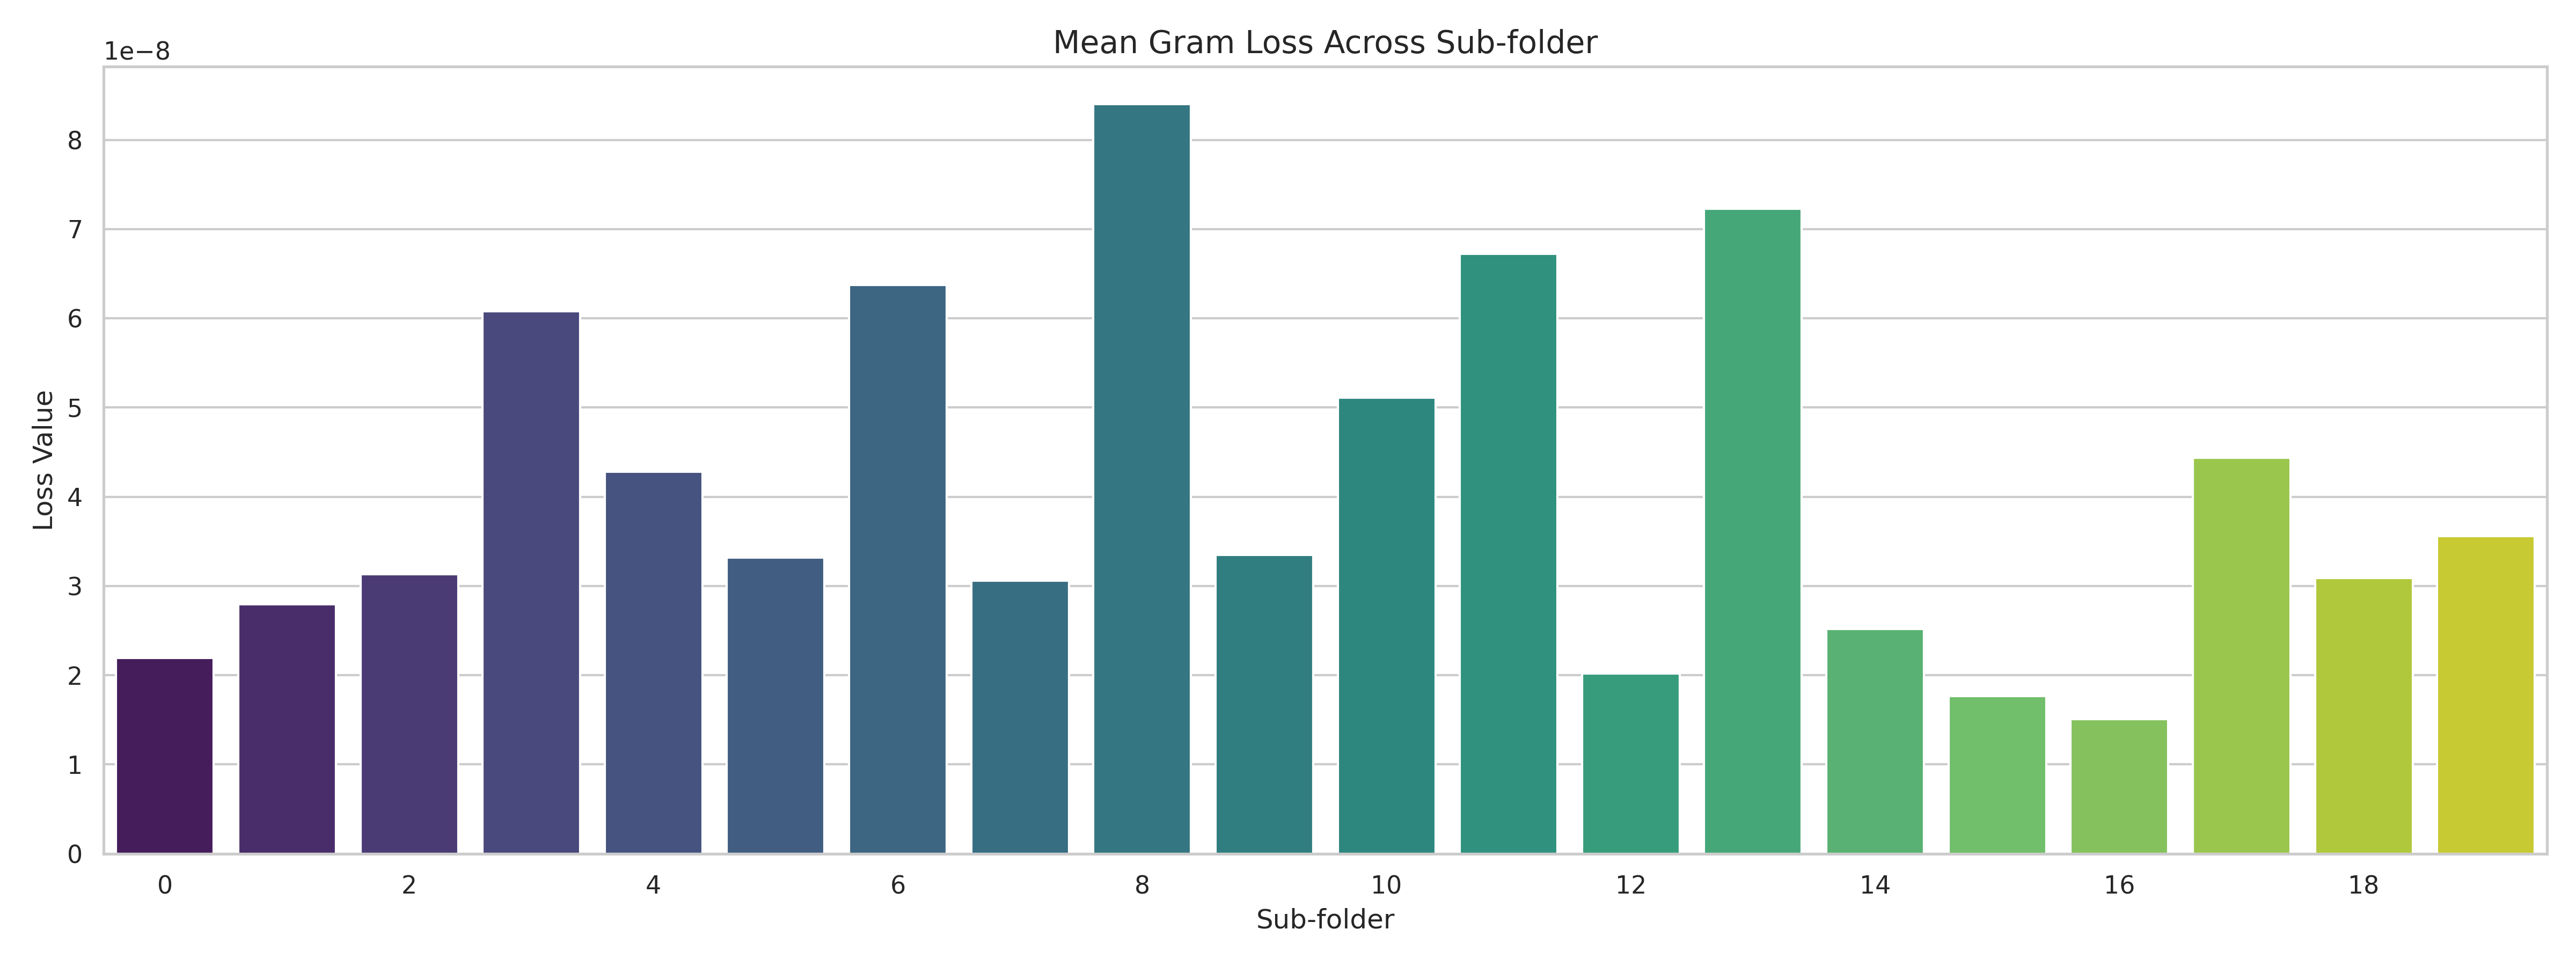 Mean Gram Loss Across Sub-folder
1e−8
8
7
6
5
4
3
2
1
0
Loss Value
0 2 4 6 8 10 12 14 16 18
Sub-folder